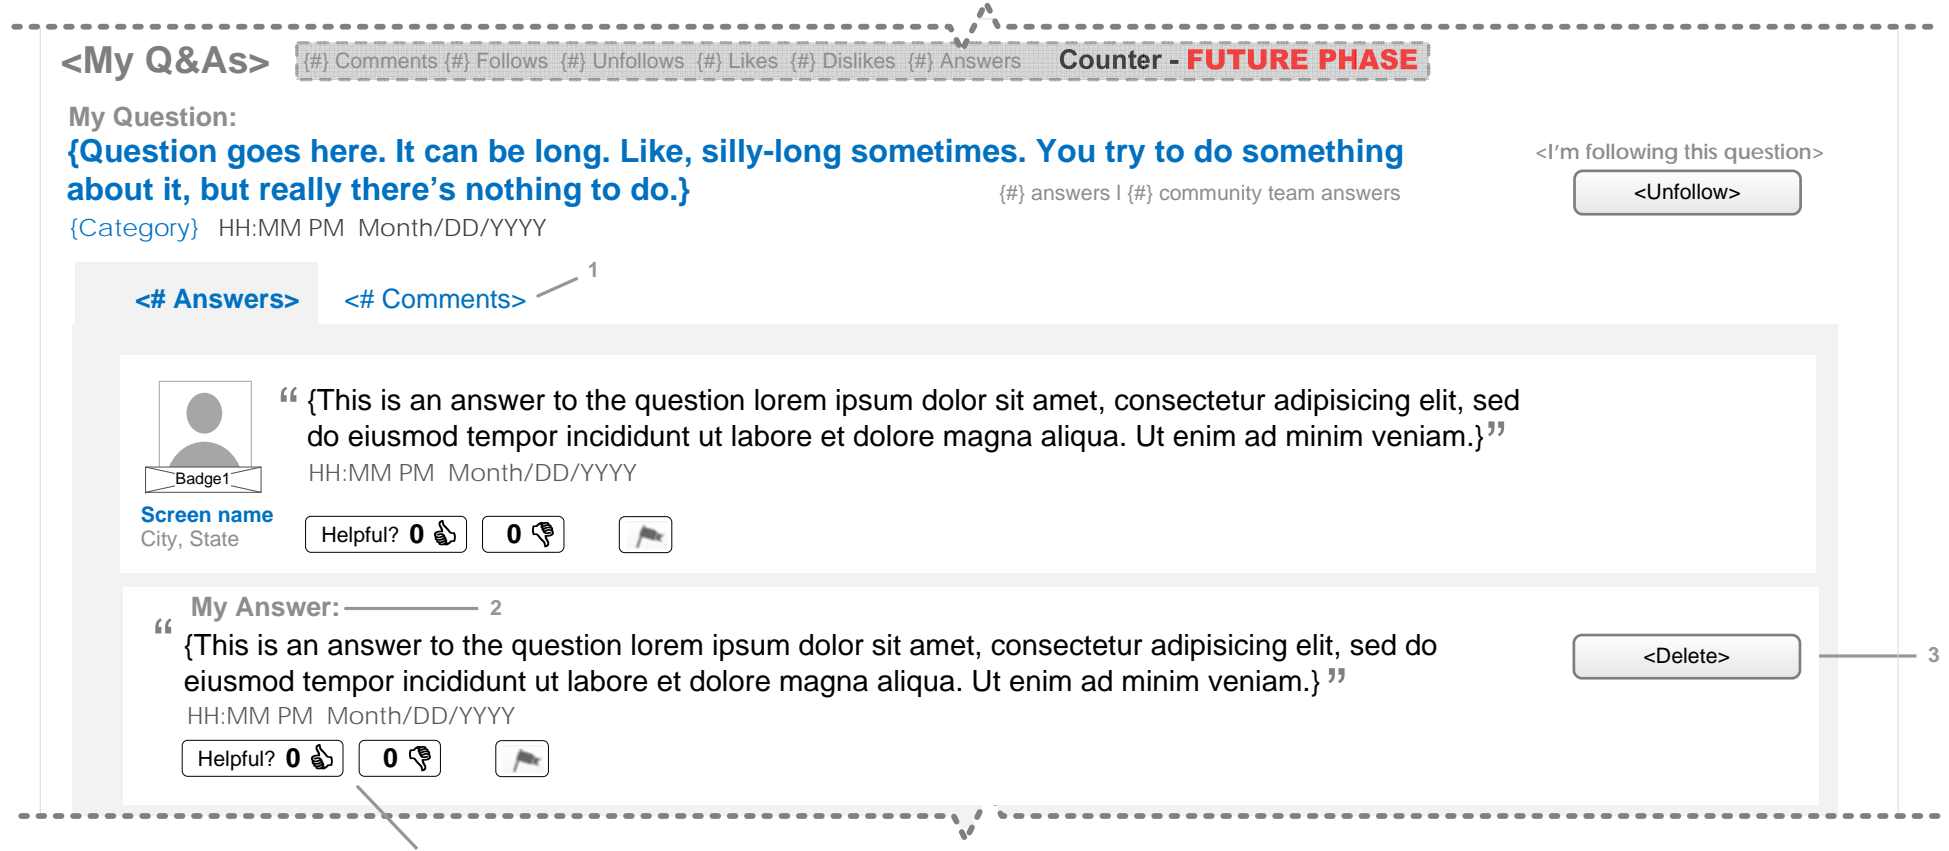 <My Q&As> {#} Comments {#} Follows {#} Unfollows {#} Likes {#} Dislikes {#} Answers Counter - FUTURE PHASE
My Question:
{Question goes here. It can be long. Like, silly-long sometimes. You try to do something
about it, but really there’s nothing to do.}
{#} answers I {#} community team answers
<I’m following this question>
<Unfollow>
{Category} HH:MM PM Month/DD/YYYY
<# Answers> <# Comments> 1
“ {This is an answer to the question lorem ipsum dolor sit amet, consectetur adipisicing elit, sed
do eiusmod tempor incididunt ut labore et dolore magna aliqua. Ut enim ad minim veniam.}”
HH:MM PM Month/DD/YYYY
Badge1
Screen name
City, State
Helpful? 0 0
My Answer: 2
“ {This is an answer to the question lorem ipsum dolor sit amet, consectetur adipisicing elit, sed do
eiusmod tempor incididunt ut labore et dolore magna aliqua. Ut enim ad minim veniam.} ”
<Delete> 3
HH:MM PM Month/DD/YYYY
Helpful? 0 0